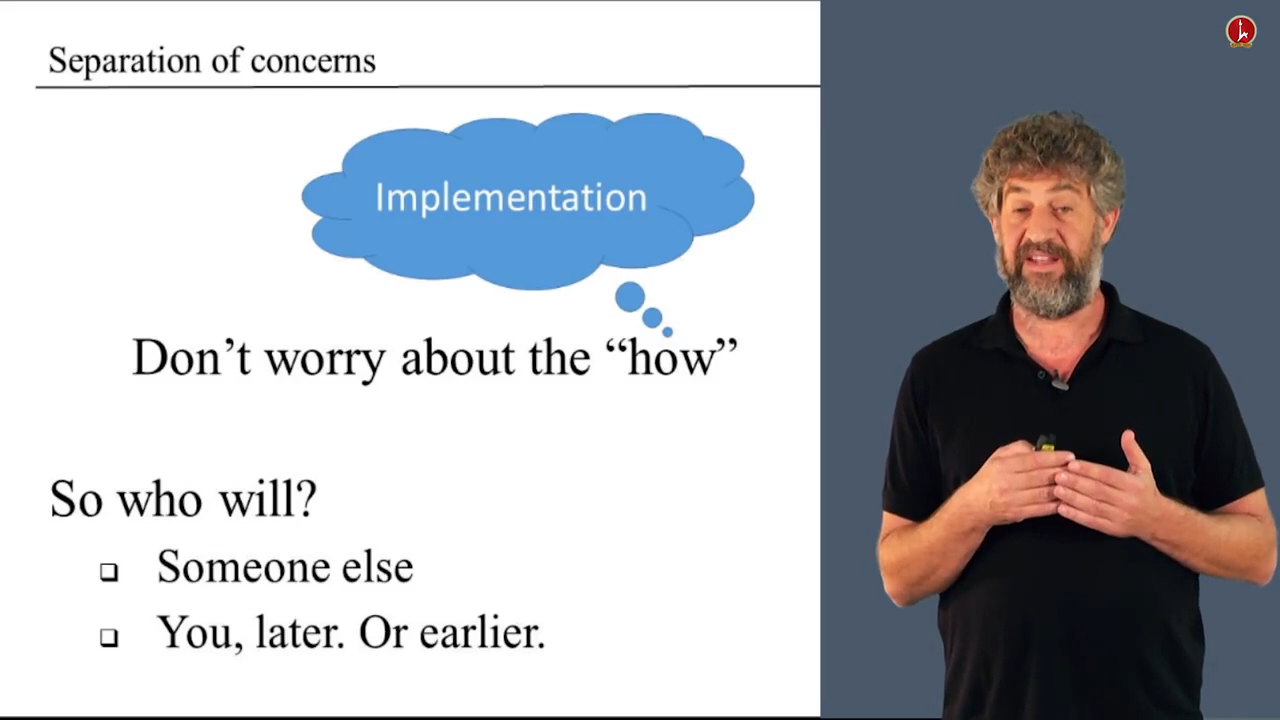 Separation of concerns
Implementation
Don’t worry about the “how”
So who will?
Someone else
You, later. Or earlier.